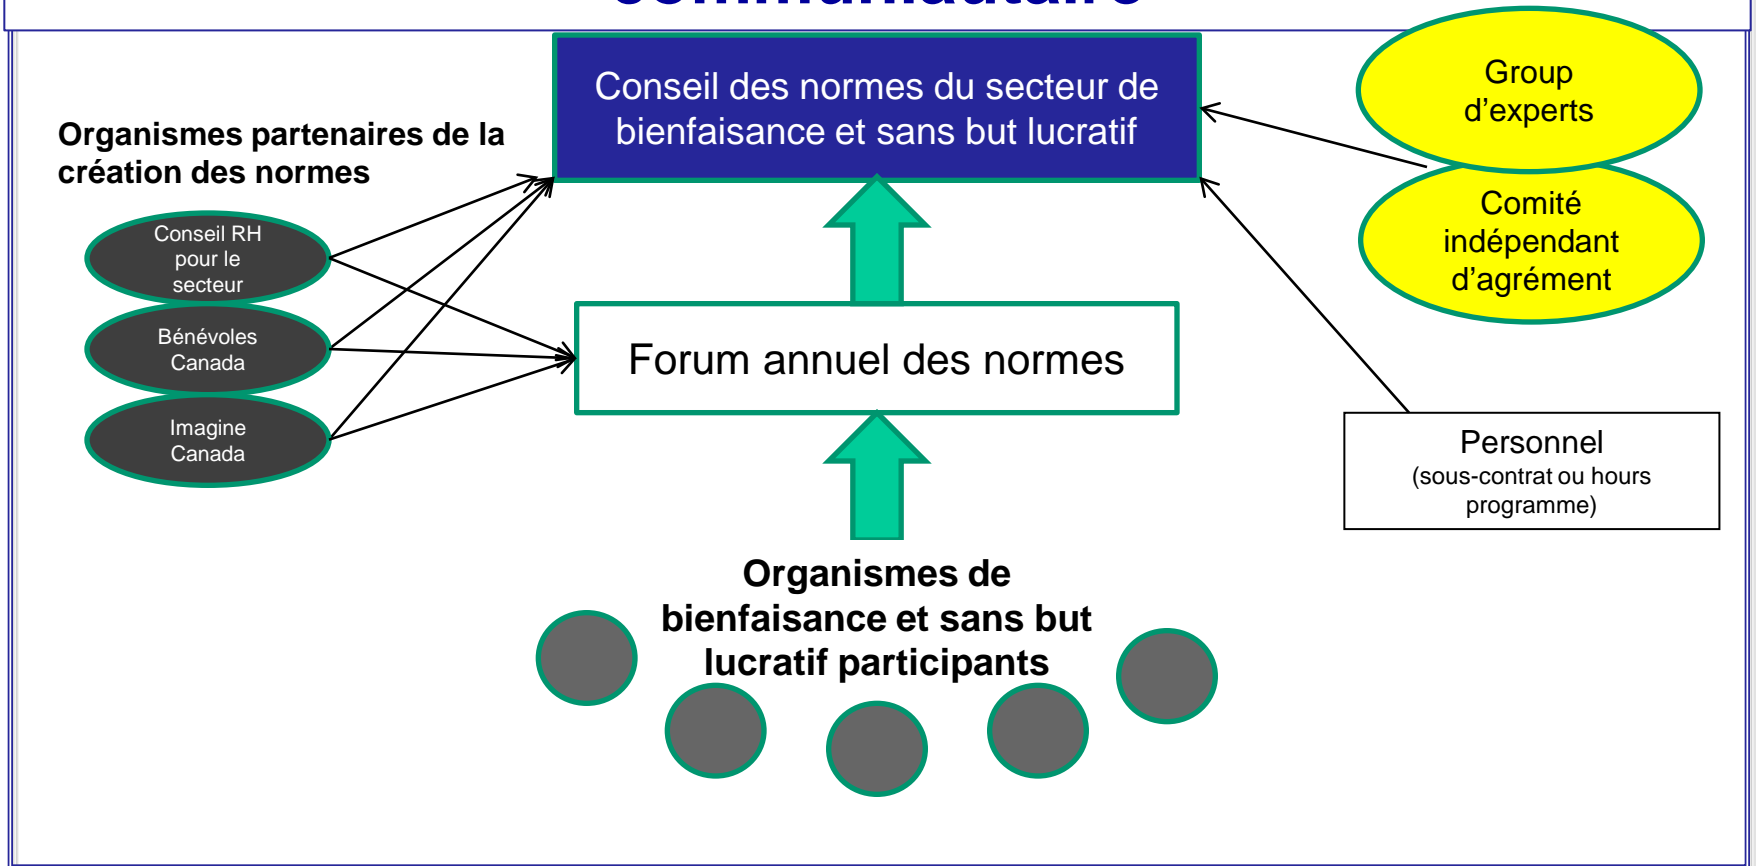 communautaire
Conseil des normes du secteur de
bienfaisance et sans but lucratif
Group
d'experts
Organismes partenaires de la
création des normes
Comité
indépendant
d'agrément
Conseil RH
pour le
secteur
Bénévoles
Canada
Imagine
Canada
Forum annuel des normes
Personnel
(sous-contrat ou hours
programme)
Organismes de
bienfaisance et sans but
lucratif participants